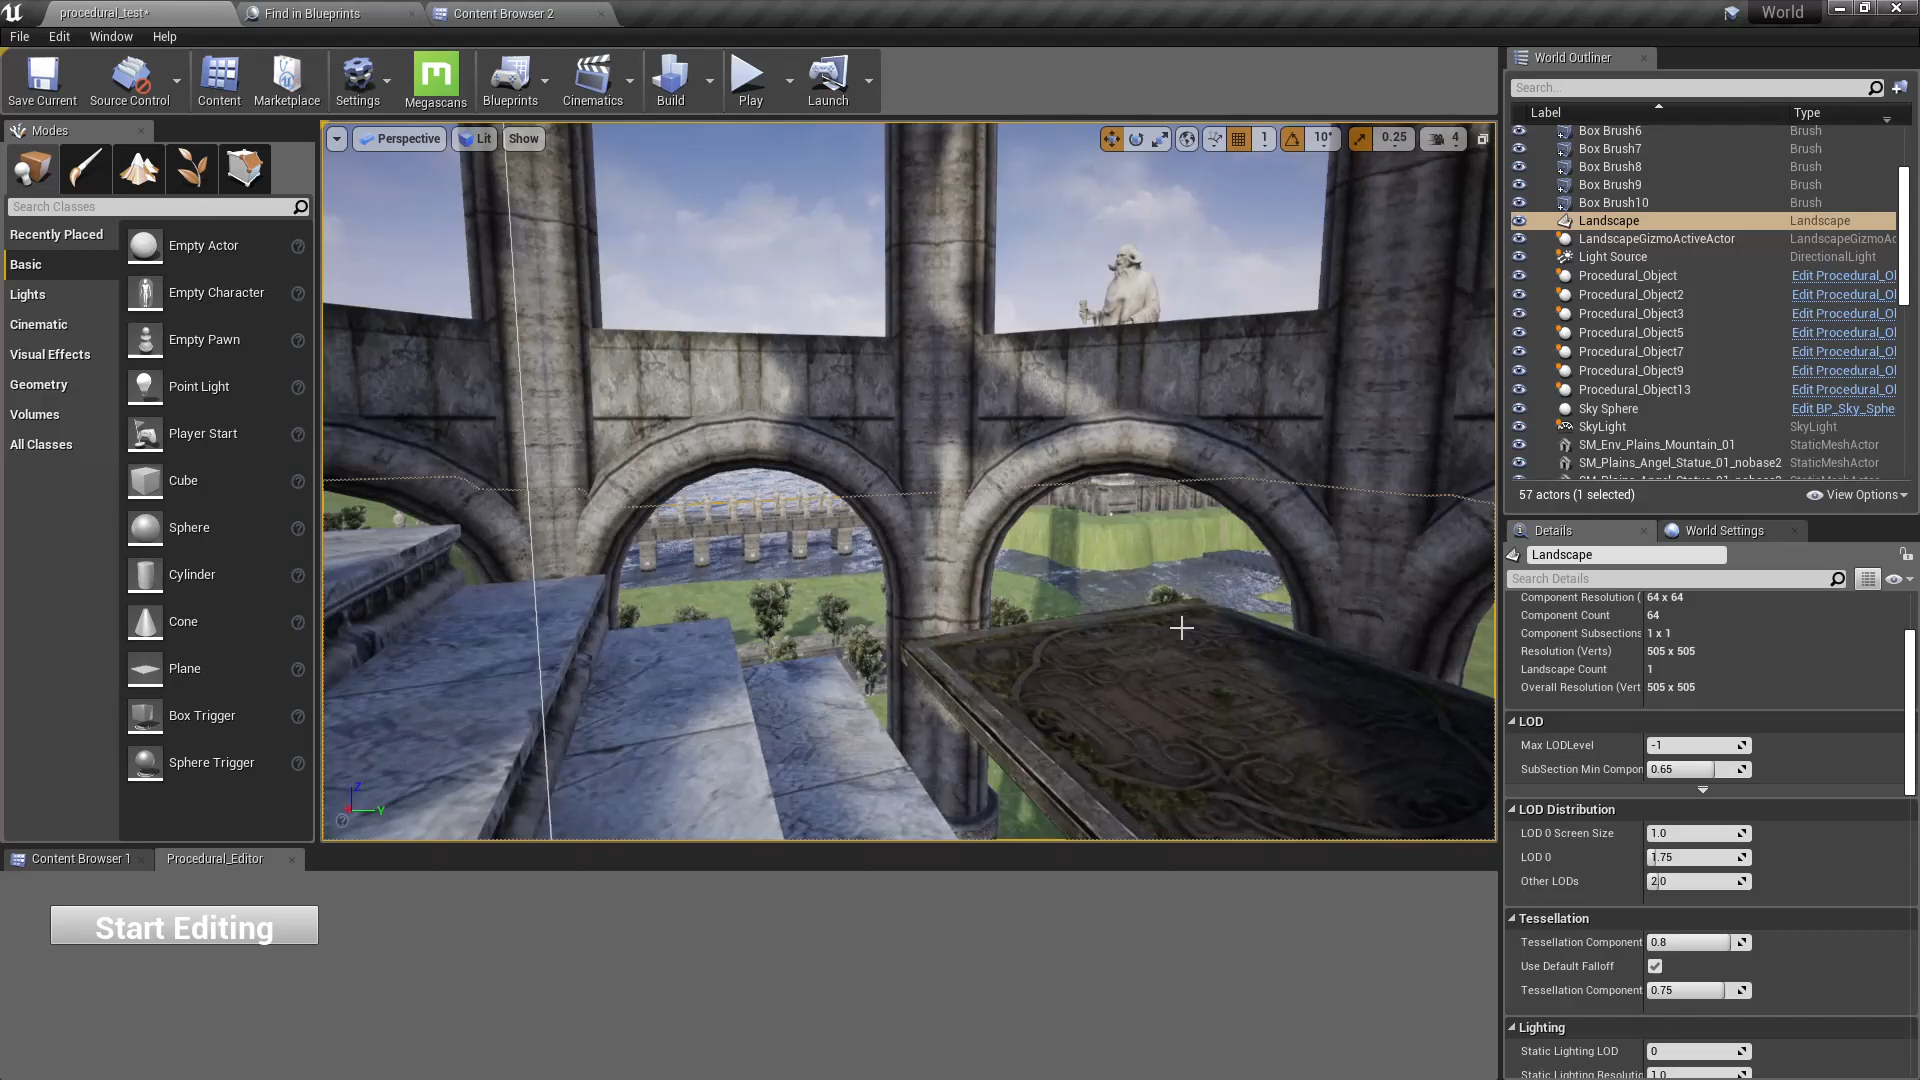 procedural_test*
Find in Blueprints
Content Browser 2
World
File
Edit
Window
Help
Save Current
Source Control
Content
Marketplace
Settings
Megascans
Blueprints
Cinematics
Build
Play
Launch
Modes
Search Classes
Recently Placed
Basic
Lights
Cinematic
Visual Effects
Geometry
Volumes
All Classes
Empty Actor
Empty Character
Empty Pawn
Point Light
Player Start
Cube
Sphere
Cylinder
Cone
Plane
Box Trigger
Sphere Trigger
Perspective
Lit
Show
1
10°
0.25
4
Z
Y
Content Browser 1
Procedural_Editor
Start Editing
World Outliner
Search...
Label
Type
Box Brush6 Brush
Box Brush7 Brush
Box Brush8 Brush
Box Brush9 Brush
Box Brush10 Brush
Landscape Landscape
LandscapeGizmoActiveActor LandscapeGizmoAc
Light Source DirectionalLight
Procedural_Object Edit Procedural_Ol
Procedural_Object2 Edit Procedural_Ol
Procedural_Object3 Edit Procedural_Ol
Procedural_Object5 Edit Procedural_Ol
Procedural_Object7 Edit Procedural_Ol
Procedural_Object9 Edit Procedural_Ol
Procedural_Object13 Edit Procedural_Ol
Sky Sphere Edit BP_Sky_Sphe
SkyLight SkyLight
SM_Env_Plains_Mountain_01 StaticMeshActor
SM_Plains_Angel_Statue_01_nobase2 StaticMeshActor
57 actors (1 selected)
View Options
Details
World Settings
Landscape
Search Details
Component Resolution ( 64 x 64
Component Count 64
Component Subsections 1 x 1
Resolution (Verts) 505 x 505
Landscape Count 1
Overall Resolution (Vert 505 x 505
LOD
Max LODLevel -1
SubSection Min Compon 0.65
LOD Distribution
LOD 0 Screen Size 1.0
LOD 0 1.75
Other LODs 2.0
Tessellation
Tessellation Component 0.8
Use Default Falloff
Tessellation Component 0.75
Lighting
Static Lighting LOD 0
Static Lighting Resolutio 1.0